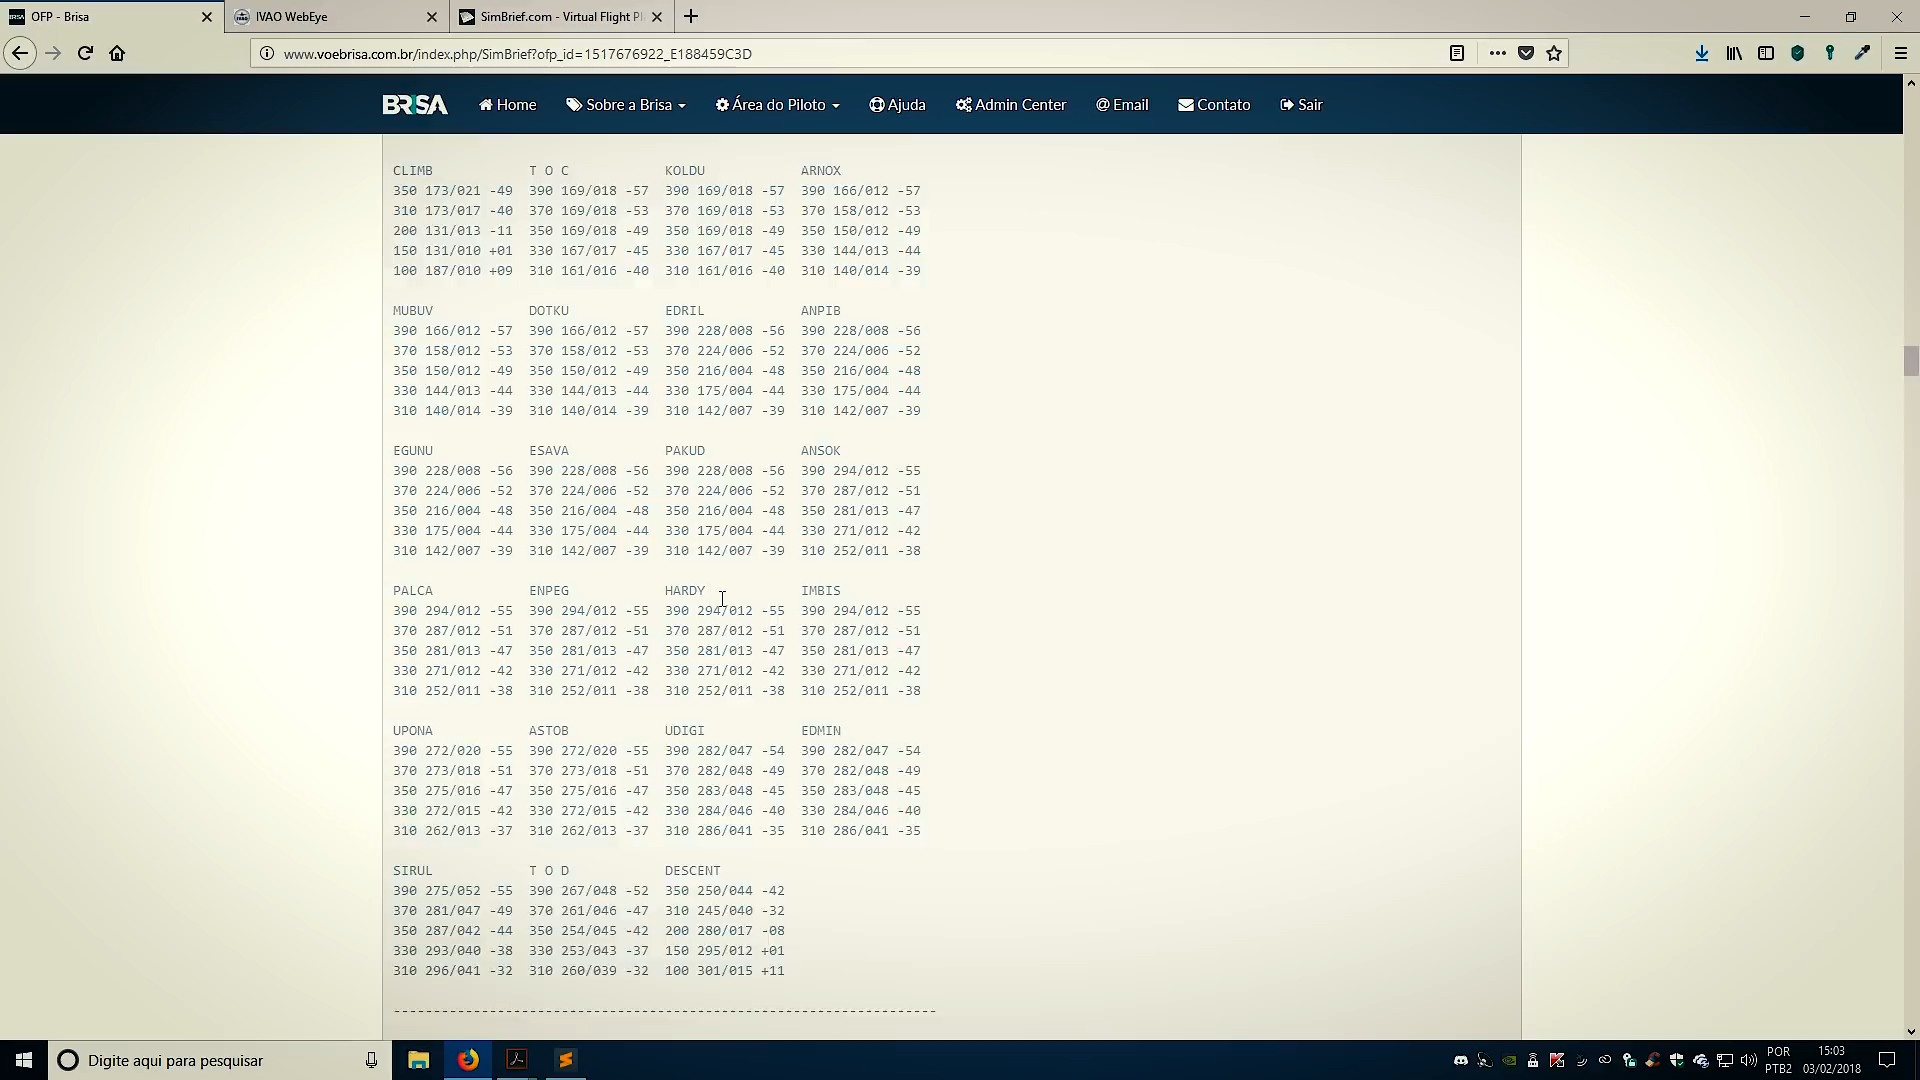 OFP - Brisa
IVAO WebEye
SimBrief.com - Virtual Flight Pl
www.voebrisa.com.br/index.php/SimBrief?ofp_id=1517676922_E188459C3D
BRISA Home Sobre a Brisa Área do Piloto Ajuda Admin Center Email Contato Sair
CLIMB T O C KOLDU ARNOX
350 173/021 -49 390 169/018 -57 390 169/018 -57 390 166/012 -57
310 173/017 -40 370 169/018 -53 370 169/018 -53 370 158/012 -53
200 131/013 -11 350 169/018 -49 350 169/018 -49 350 150/012 -49
150 131/010 +01 330 167/017 -45 330 167/017 -45 330 144/013 -44
100 187/010 +09 310 161/016 -40 310 161/016 -40 310 140/014 -39
MUBUV DOTKU EDRIL ANPIB
390 166/012 -57 390 166/012 -57 390 228/008 -56 390 228/008 -56
370 158/012 -53 370 158/012 -53 370 224/006 -52 370 224/006 -52
350 150/012 -49 350 150/012 -49 350 216/004 -48 350 216/004 -48
330 144/013 -44 330 144/013 -44 330 175/004 -44 330 175/004 -44
310 140/014 -39 310 140/014 -39 310 142/007 -39 310 142/007 -39
EGUNU ESAVA PAKUD ANSOK
390 228/008 -56 390 228/008 -56 390 228/008 -56 390 294/012 -55
370 224/006 -52 370 224/006 -52 370 224/006 -52 370 287/012 -51
350 216/004 -48 350 216/004 -48 350 216/004 -48 350 281/013 -47
330 175/004 -44 330 175/004 -44 330 175/004 -44 330 271/012 -42
310 142/007 -39 310 142/007 -39 310 142/007 -39 310 252/011 -38
PALCA ENPEG HARDY IMBIS
390 294/012 -55 390 294/012 -55 390 294/012 -55 390 294/012 -55
370 287/012 -51 370 287/012 -51 370 287/012 -51 370 287/012 -51
350 281/013 -47 350 281/013 -47 350 281/013 -47 350 281/013 -47
330 271/012 -42 330 271/012 -42 330 271/012 -42 330 271/012 -42
310 252/011 -38 310 252/011 -38 310 252/011 -38 310 252/011 -38
UPONA ASTOB UDIGI EDMIN
390 272/020 -55 390 272/020 -55 390 282/047 -54 390 282/047 -54
370 273/018 -51 370 273/018 -51 370 282/048 -49 370 282/048 -49
350 275/016 -47 350 275/016 -47 350 283/048 -45 350 283/048 -45
330 272/015 -42 330 272/015 -42 330 284/046 -40 330 284/046 -40
310 262/013 -37 310 262/013 -37 310 286/041 -35 310 286/041 -35
SIRUL T O D DESCENT
390 275/052 -55 390 267/048 -52 350 250/044 -42
370 281/047 -49 370 261/046 -47 310 245/040 -32
350 287/042 -44 350 254/045 -42 200 280/017 -08
330 293/040 -38 330 253/043 -37 150 295/012 +01
310 296/041 -32 310 260/039 -32 100 301/015 +11
--------------------------------------------------------------------
Digite aqui para pesquisar
POR
PTB2
15:03
03/02/2018